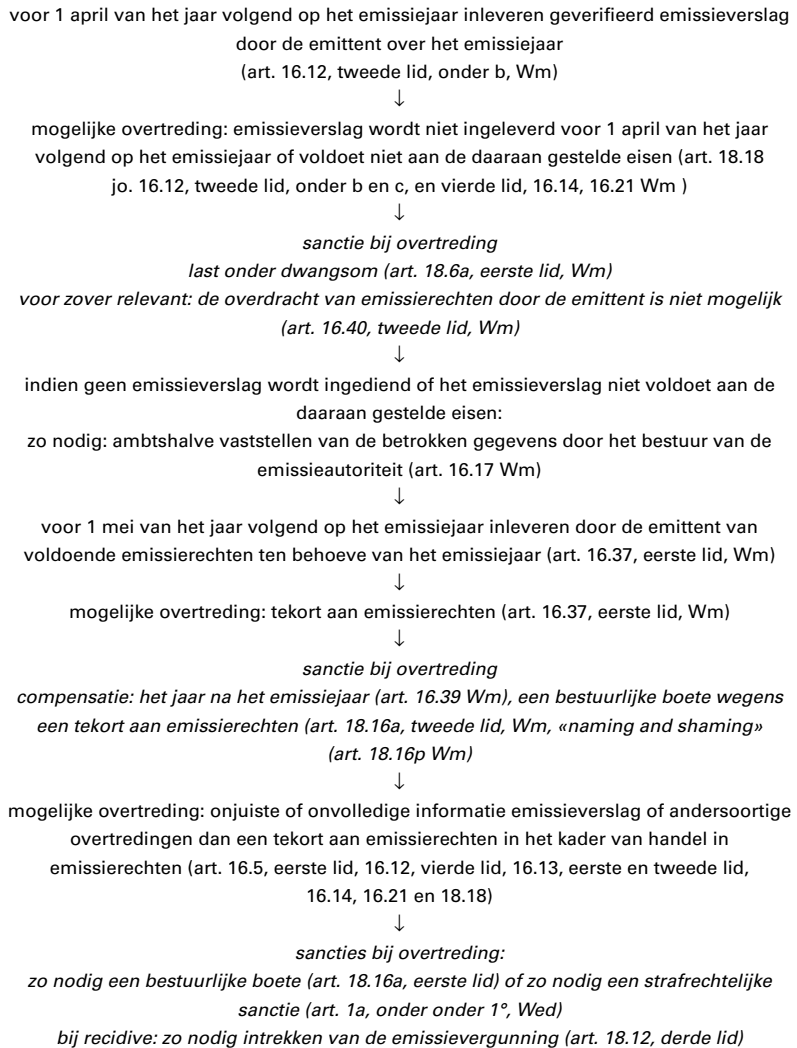 voor 1 april van het jaar volgend op het emissiejaar inleveren geverifieerd emissieverslag
door de emittent over het emissiejaar
(art. 16.12, tweede lid, onder b, Wm)
↓
mogelijke overtreding: emissieverslag wordt niet ingeleverd voor 1 april van het jaar
volgend op het emissiejaar of voldoet niet aan de daaraan gestelde eisen (art. 18.18
jo. 16.12, tweede lid, onder b en c, en vierde lid, 16.14, 16.21 Wm )
↓
sanctie bij overtreding
last onder dwangsom (art. 18.6a, eerste lid, Wm)
voor zover relevant: de overdracht van emissierechten door de emittent is niet mogelijk
(art. 16.40, tweede lid, Wm)
↓
indien geen emissieverslag wordt ingediend of het emissieverslag niet voldoet aan de
daaraan gestelde eisen:
zo nodig: ambtshalve vaststellen van de betrokken gegevens door het bestuur van de
emissieautoriteit (art. 16.17 Wm)
↓
voor 1 mei van het jaar volgend op het emissiejaar inleveren door de emittent van
voldoende emissierechten ten behoeve van het emissiejaar (art. 16.37, eerste lid, Wm)
↓
mogelijke overtreding: tekort aan emissierechten (art. 16.37, eerste lid, Wm)
↓
sanctie bij overtreding
compensatie: het jaar na het emissiejaar (art. 16.39 Wm), een bestuurlijke boete wegens
een tekort aan emissierechten (art. 18.16a, tweede lid, Wm, «naming and shaming»
(art. 18.16p Wm)
↓
mogelijke overtreding: onjuiste of onvolledige informatie emissieverslag of andersoortige
overtredingen dan een tekort aan emissierechten in het kader van handel in
emissierechten (art. 16.5, eerste lid, 16.12, vierde lid, 16.13, eerste en tweede lid,
16.14, 16.21 en 18.18)
↓
sancties bij overtreding:
zo nodig een bestuurlijke boete (art. 18.16a, eerste lid) of zo nodig een strafrechtelijke
sanctie (art. 1a, onder onder 1°, Wed)
bij recidive: zo nodig intrekken van de emissievergunning (art. 18.12, derde lid)